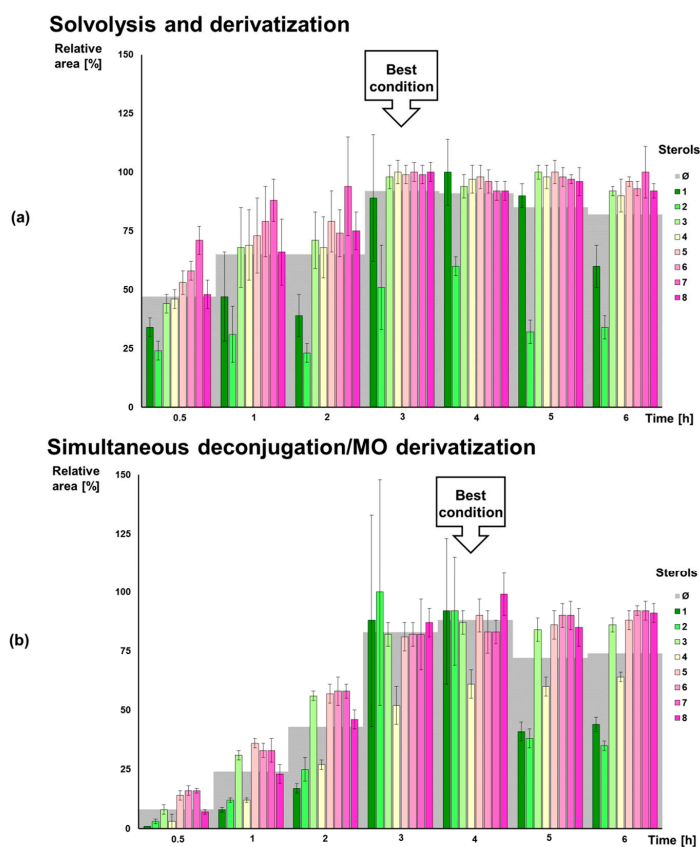 Solvolysis and derivatization
Relative
area [%]
150
125
100
75
50
25
0
Best
condition
Sterols
Ø
1
2
3
4
5
6
7
8
(a)
0.5 1 2 3 4 5 6 Time [h]
Simultaneous deconjugation/MO derivatization
Relative
area [%]
150
125
100
75
50
25
0
Best
condition
Sterols
Ø
1
2
3
4
5
6
7
8
(b)
0.5 1 2 3 4 5 6 Time [h]